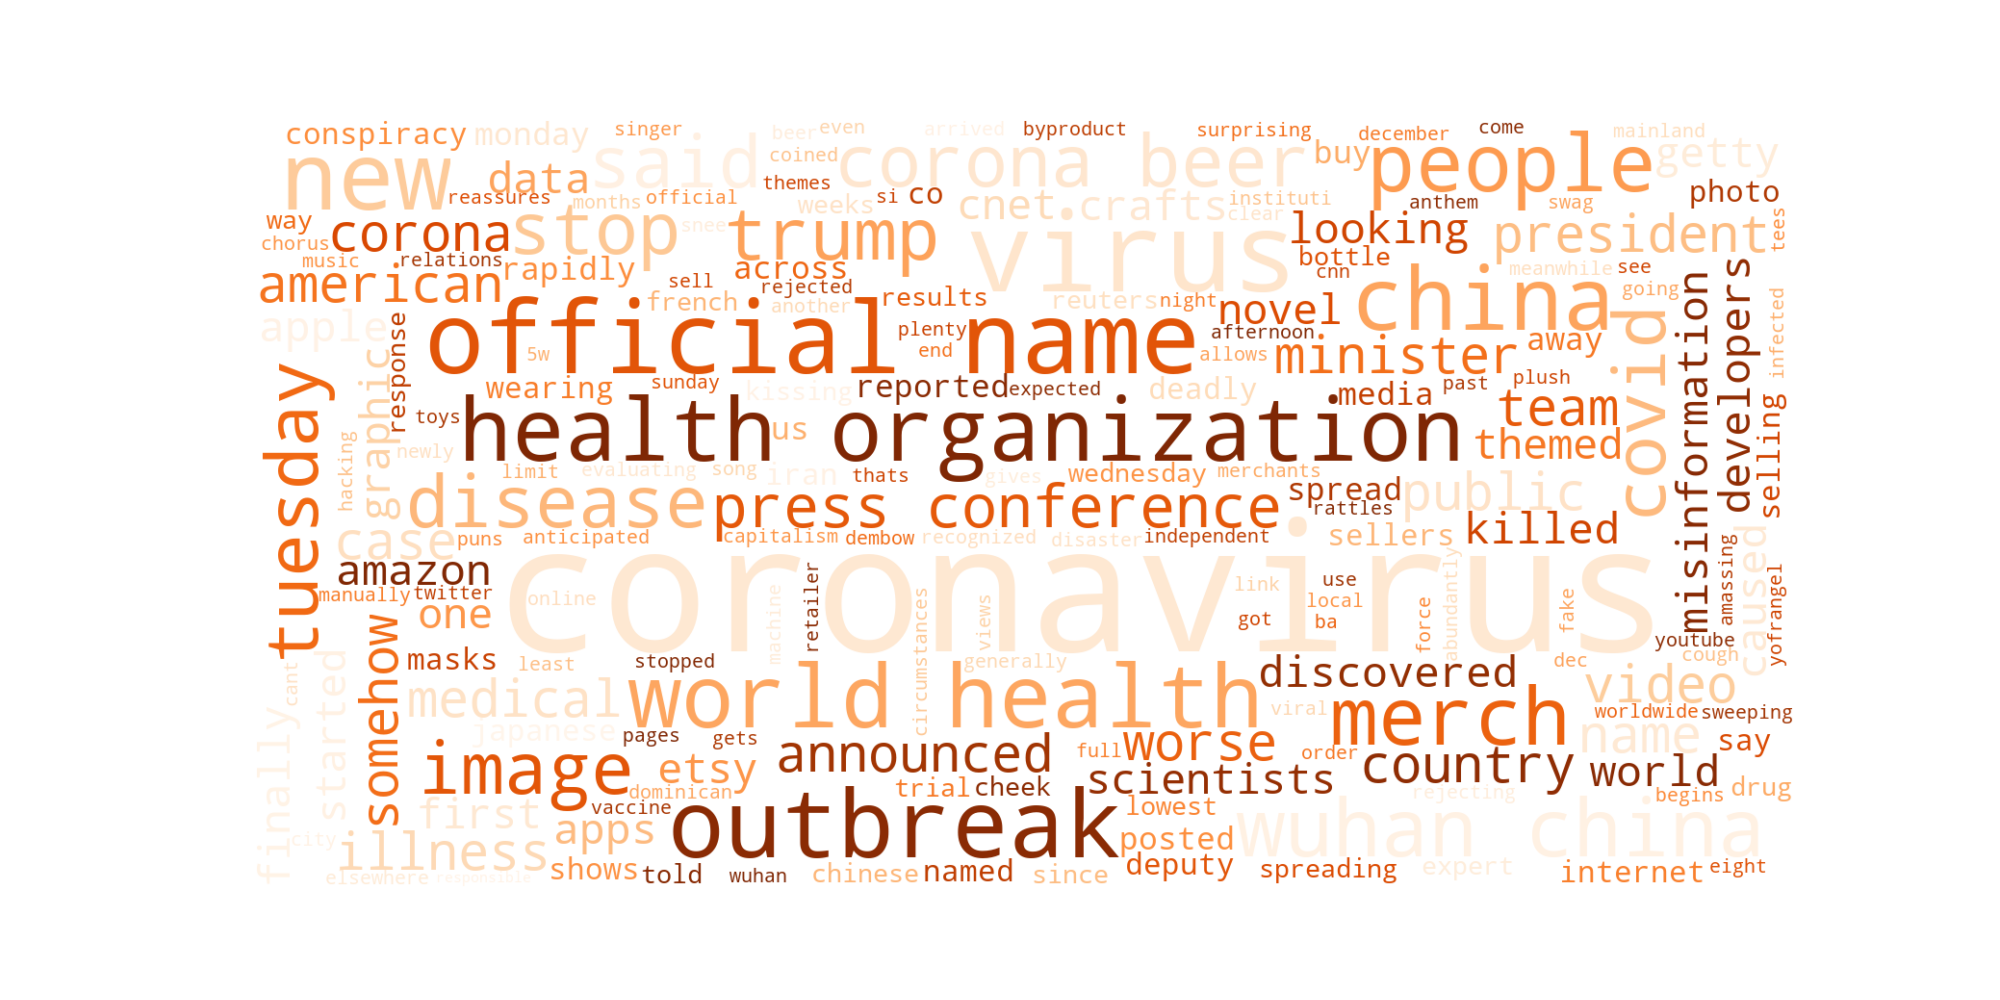 conspiracy monday singer beer even arrived byproduct surprising december come mainland
new said coined corona beer buy people getty
data reassures months official themes weeks si co cnet crafts instituti clear anthem swag photo
way chorus corona stop snee trump virus looking president tees
music relations rapidly across sell rejected bottle cnn meanwhile see
american french another results reuters night novel china going
apple official name plenty end 5w afternoon allows minister away infected
tuesday graphic response wearing sunday kissing reported expected deadly media past plush covid misinformation developers
toys health organization us team selling
hacking newly limit evaluating song iran thats gives wednesday merchants themed
disease press conference spread rattles public
case puns anticipated capitalism dembow recognized disaster independent sellers killed
amazon coronavirus link use
manually twitter online local
one machine retailer circumstances views got ba force abundantly fake amassing yofrangel
somehow masks least stopped generally discovered dec youtube cough caused
cant started medical world health viral merch video worldwide sweeping
japanese pages gets full worse order name say
finally image etsy announced scientists country world
dominican trial cheek lowest rejecting begins drug
first vaccine outbreak wuhan china
city illness apps posted
elsewhere responsible shows told wuhan chinese named since deputy spreading expert internet eight